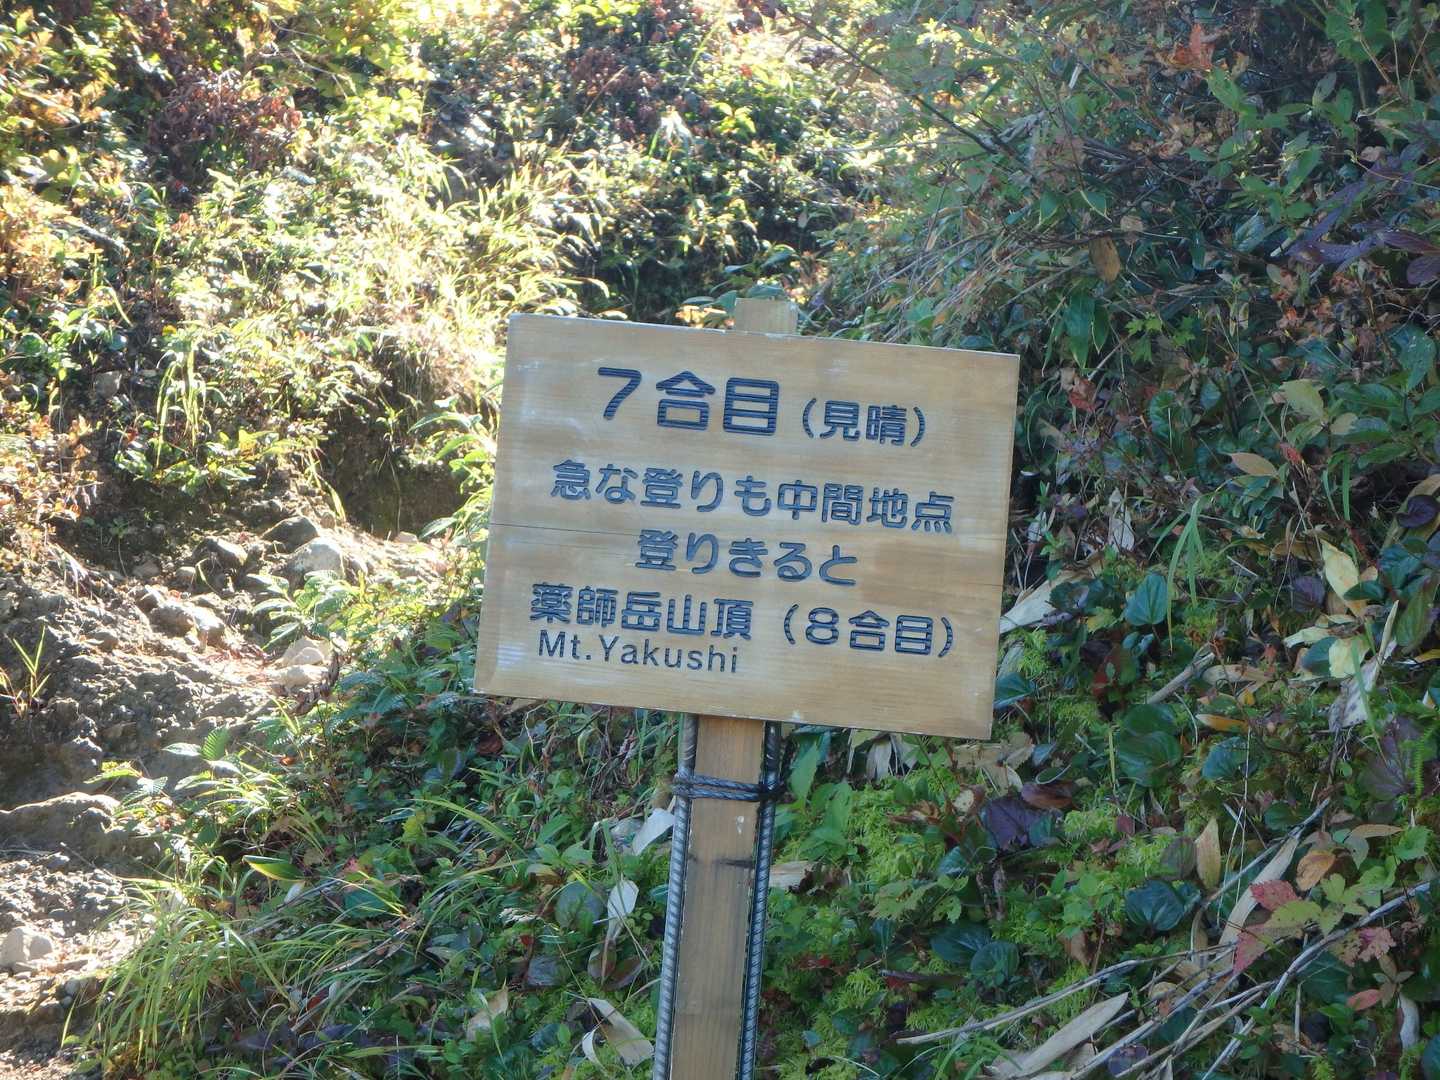 7合目(見晴)
急な登りも中間地点
登りきると
薬師岳山頂(8合目)
Mt.Yakushi